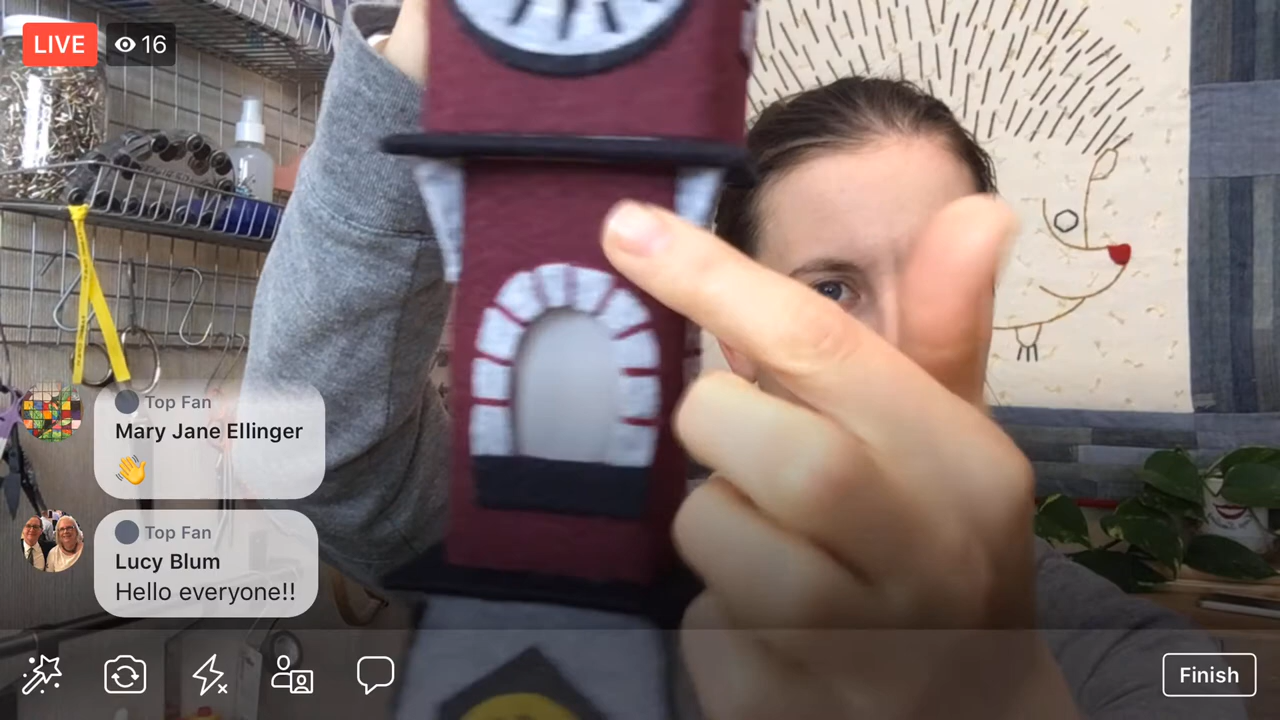 LIVE
16
Top Fan
Mary Jane Ellinger
👋
Top Fan
Lucy Blum
Hello everyone!!
Finish